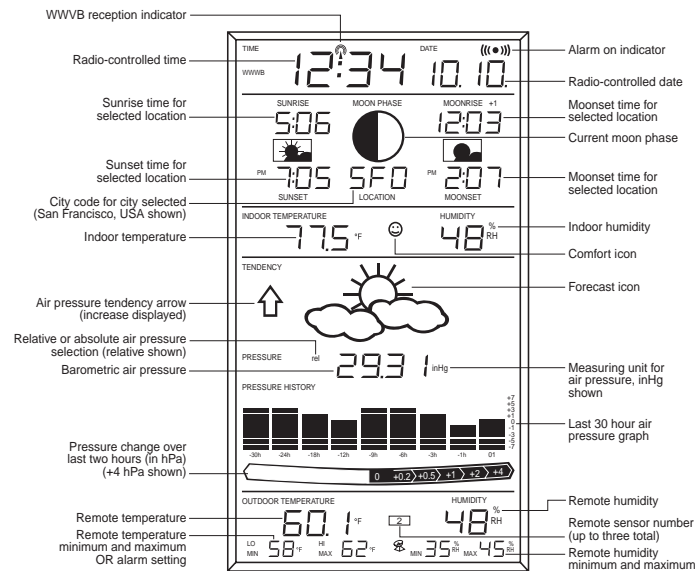 WWVB reception indicator
TIME
DATE
Radio-controlled time
WWWB
12:34
10. 10.
Alarm on indicator
Radio-controlled date
Sunrise time for
selected location
SUNRISE
MOON PHASE
MOONRISE +1
Moonset time for
selected location
5:06
12:03
Current moon phase
Sunset time for
selected location
PM 7:05
SFO
PM 2:07
Moonset time for
selected location
SUNSET
LOCATION
MOONSET
City code for city selected
(San Francisco, USA shown)
INDOOR TEMPERATURE
HUMIDITY
Indoor temperature
77.5 °F
48 % RH
Indoor humidity
Comfort icon
TENDENCY
Forecast icon
Air pressure tendency arrow
(increase displayed)
Relative or absolute air pressure
selection (relative shown)
PRESSURE
rel
29.31 inHg
Barometric air pressure
Measuring unit for
air pressure, inHg
shown
PRESSURE HISTORY
+7
+5
+3
+1
0
-1
-3
-5
-7
Last 30 hour air
pressure graph
-30h -24h -18h -12h -9h -6h -3h -1h 01
Pressure change over
last two hours (in hPa)
(+4 hPa shown)
0 +0.2 +0.5 +1 +2 +4
OUTDOOR TEMPERATURE
HUMIDITY
Remote temperature
60.1 °F
2
48 % RH
Remote humidity
Remote sensor number
(up to three total)
Remote temperature
minimum and maximum
OR alarm setting
LO
MIN 58 °F
HI
MAX 62 °F
MIN 35 % RH
MAX 45 % RH
Remote humidity
minimum and maximum